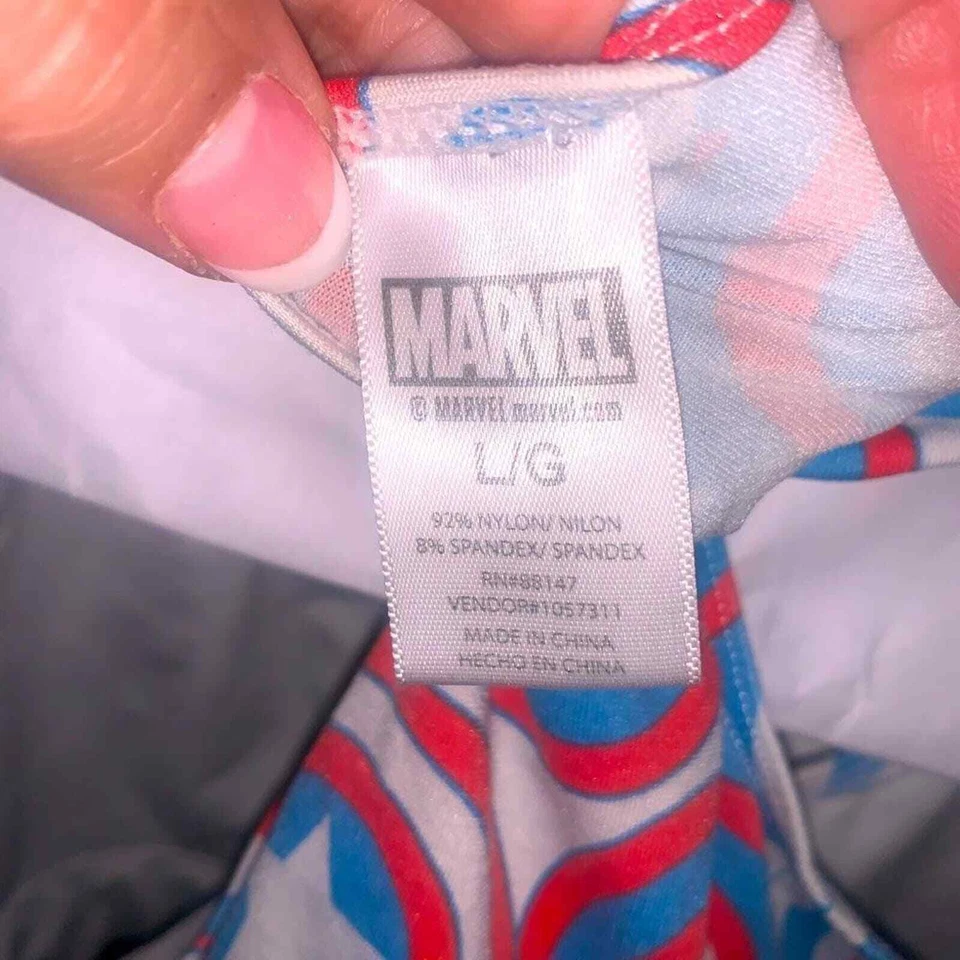 MARVEL
© MARVEL marvel.com
L/G
92% NYLON/ NILON
8% SPANDEX/ SPANDEX
RN#88147
VENDOR#1057311
MADE IN CHINA
HECHO EN CHINA